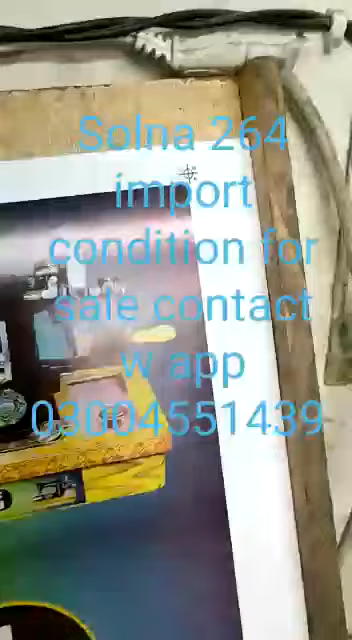 Solna 264
import
condition for
sale contact
w app
03004551439